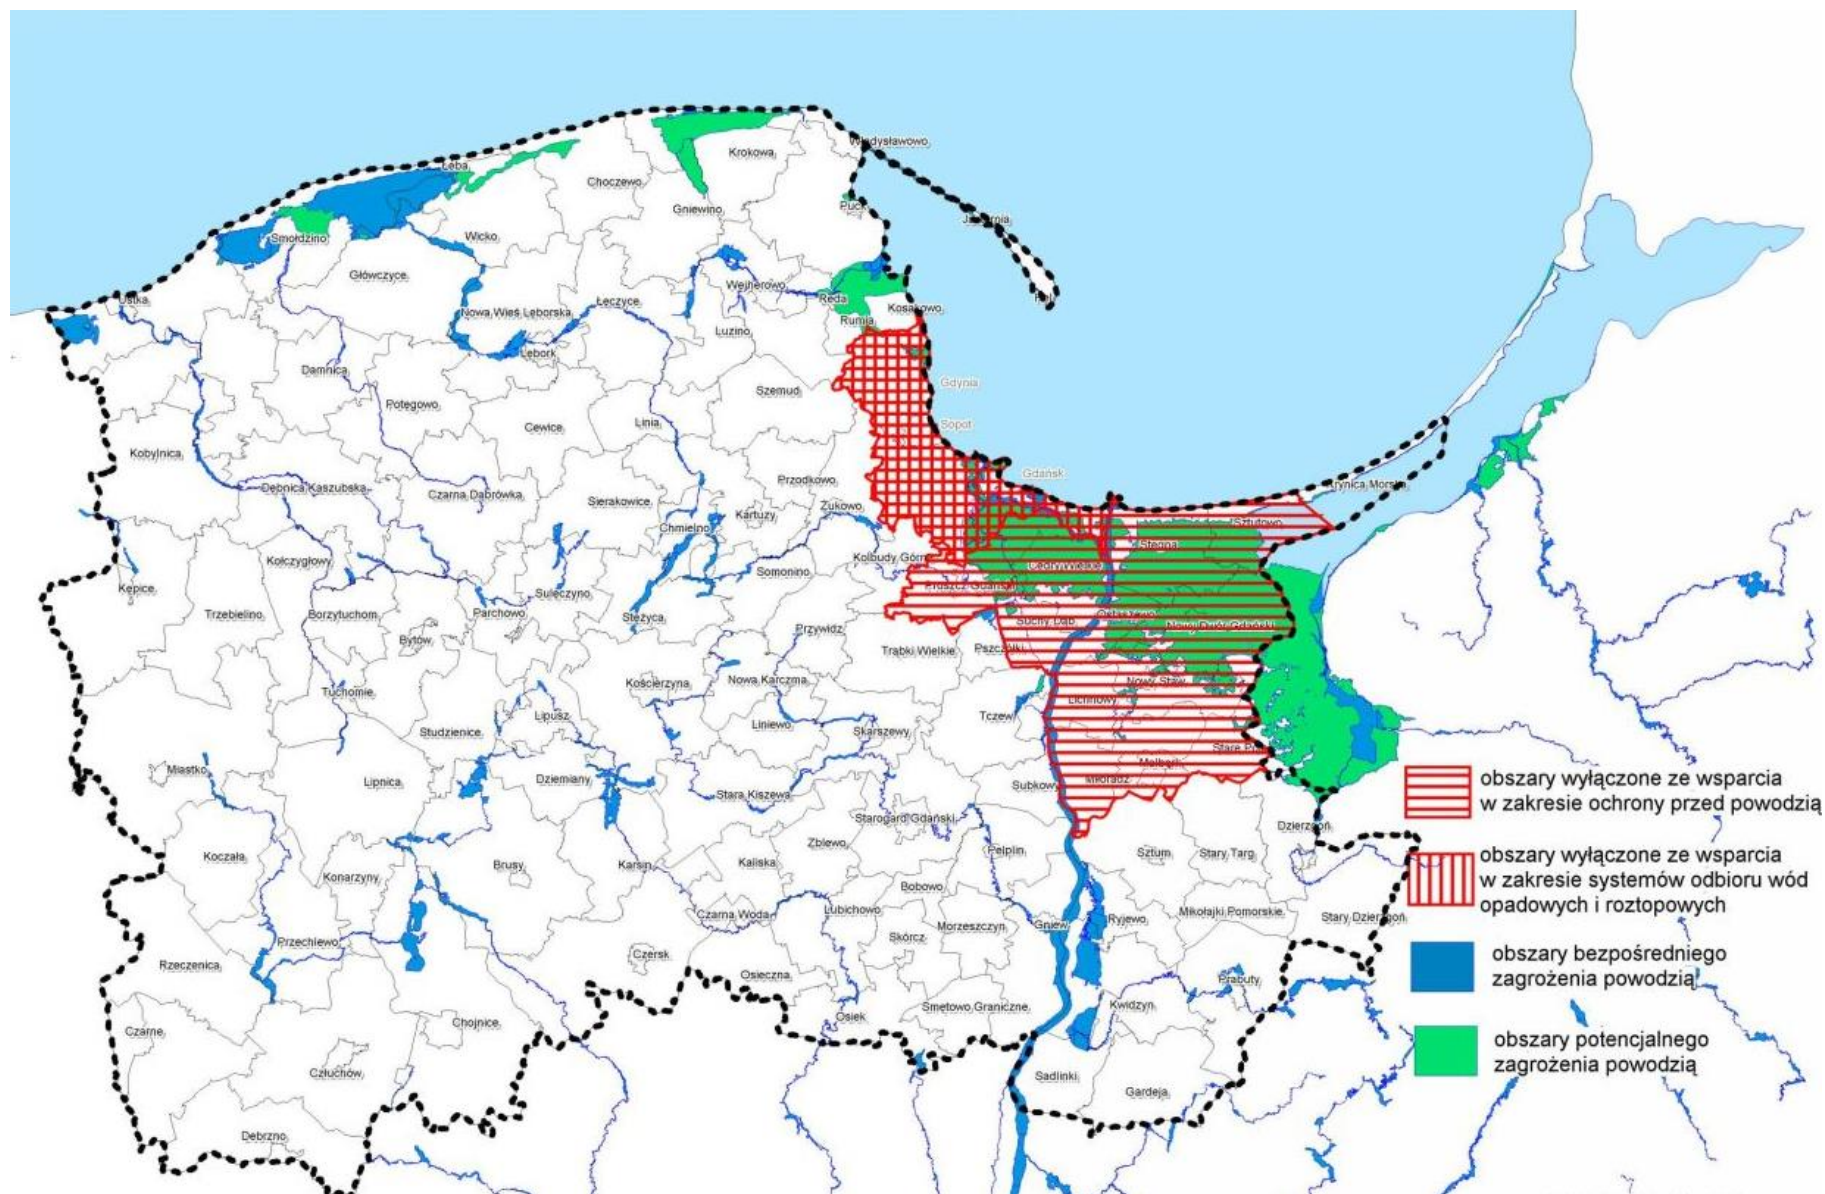 Władysławowo
Krokowa
Łeba
Choczewo
Puck
Gniewino
Jastarnia
Smołdzino
Wicko
Główczyce
Wejherowo
Reda
Hel
Ustka
Łęczyce
Kosakowo
Nowa Wieś Lęborska
Rumia
Luzino
Lębork
Damnica
Gdynia
Szemud
Potęgowo
Sopot
Cewice
Linia
Kobylnica
Gdańsk
Przodkowo
Krynica Morska
Dębnica Kaszubska
Czarna Dąbrówka
Sierakowice
Żukowo
Kartuzy
Chmielno
Sztutowo
Stegna
Kolbudy Górne
Kołczygłowy
Somonino
Cedry Wielkie
Pruszcz Gdański
Kępice
Suleczyno
Trzebielino
Borzytuchom
Parchowo
Stężyca
Ostaszewo
Suchy Dąb
Nowy Dwór Gdański
Przywidz
Bytów
Trąbki Wielkie
Pszczółki
Kościerzyna
Nowa Karczma
Nowy Staw
Tuchomie
Lichnowy
Lipusz
Tczew
Liniewo
Studzienice
Skarszewy
Stare Pole
Malbork
Miastko
Lipnica
Dziemiany
Miłoradz
Subkowy
obszary wyłączone ze wsparcia
w zakresie ochrony przed powodzią
Stara Kiszewa
Starogard Gdański
Dzierzgoń
Zblewo
Pelplin
Koczała
Brusy
Karsin
Kaliska
Sztum
Stary Targ
obszary wyłączone ze wsparcia
w zakresie systemów odbioru wód
opadowych i roztopowych
Konarzyny
Bobowo
Czarna Woda
Lubichowo
Mikołajki Pomorskie
Ryjewo
Stary Dzierzgoń
Morzeszczyn
Gniew
Skórcz
Przechlewo
Czersk
Rzeczenica
Osieczna
Prabuty
obszary bezpośredniego
zagrożenia powodzią
Smętowo Graniczne
Kwidzyn
Osiek
Chojnice
Czarne
obszary potencjalnego
zagrożenia powodzią
Człuchów
Sadlinki
Gardeja
Debrzno